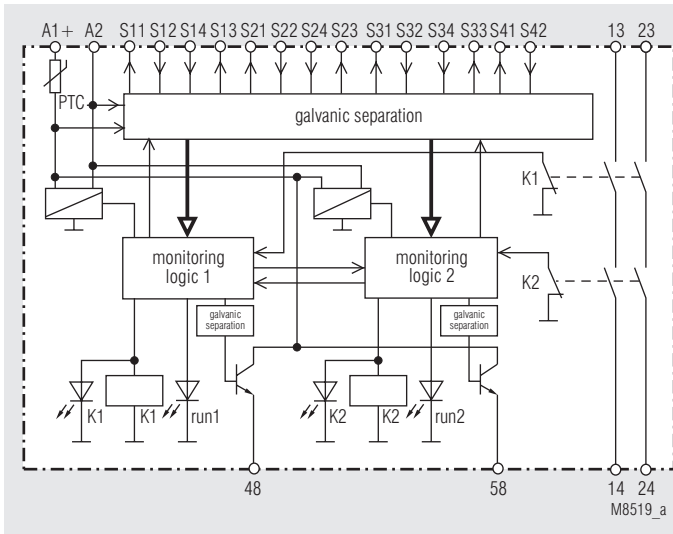 A1+ A2 S11 S12 S14 S13 S21 S22 S24 S23 S31 S32 S34 S33 S41 S42 13 23
PTC
galvanic separation
K1
monitoring
logic 1
monitoring
logic 2
K2
galvanic
separation
galvanic
separation
K1 K1 run1 K2 K2 run2
48 58 14 24
M8519_a